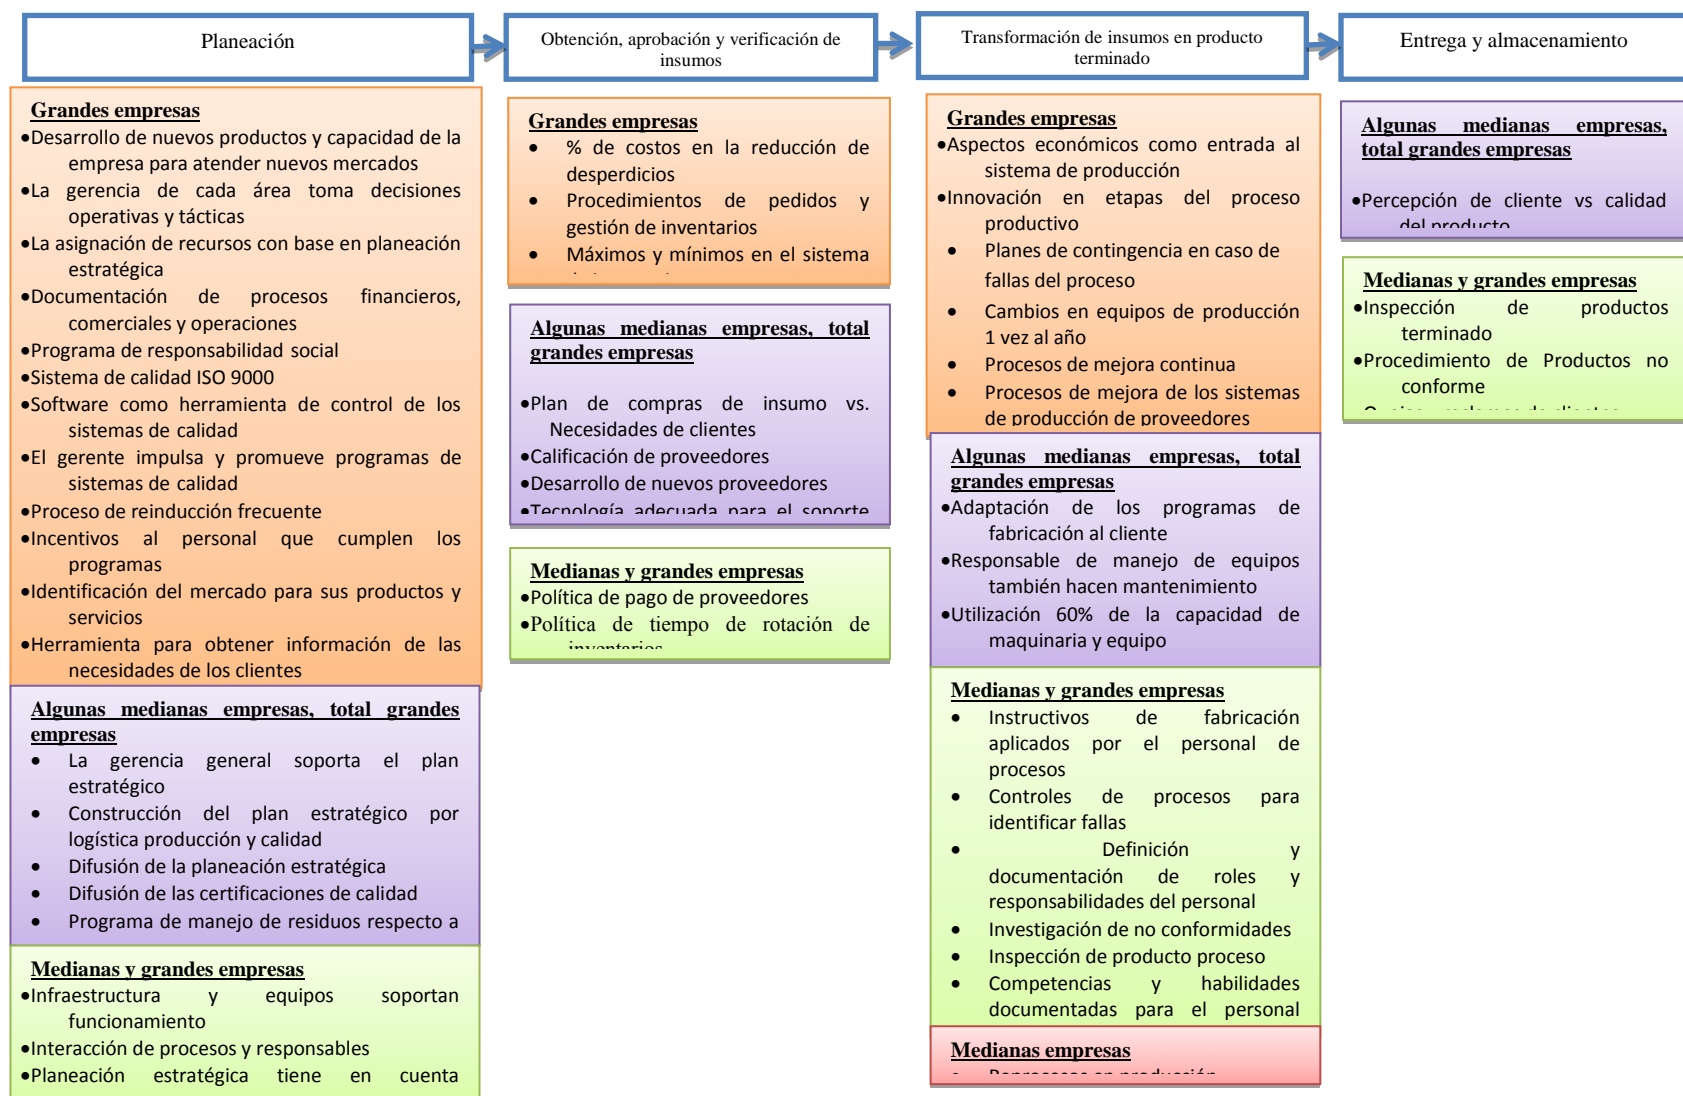 Planeación
Obtención, aprobación y verificación de
insumos
Transformación de insumos en producto
terminado
Entrega y almacenamiento
Grandes empresas
•Desarrollo de nuevos productos y capacidad de la
empresa para atender nuevos mercados
•La gerencia de cada área toma decisiones
operativas y tácticas
•La asignación de recursos con base en planeación
estratégica
•Documentación de procesos financieros,
comerciales y operaciones
•Programa de responsabilidad social
•Sistema de calidad ISO 9000
•Software como herramienta de control de los
sistemas de calidad
•El gerente impulsa y promueve programas de
sistemas de calidad
•Proceso de reinducción frecuente
•Incentivos al personal que cumplen los
programas
•Identificación del mercado para sus productos y
servicios
•Herramienta para obtener información de las
necesidades de los clientes
Algunas medianas empresas, total grandes
empresas
• La gerencia general soporta el plan
estratégico
• Construcción del plan estratégico por
logística producción y calidad
• Difusión de la planeación estratégica
• Difusión de las certificaciones de calidad
• Programa de manejo de residuos respecto a
Medianas y grandes empresas
•Infraestructura y equipos soportan
funcionamiento
•Interacción de procesos y responsables
•Planeación estratégica tiene en cuenta
Grandes empresas
• % de costos en la reducción de
desperdicios
• Procedimientos de pedidos y
gestión de inventarios
• Máximos y mínimos en el sistema
Algunas medianas empresas, total
grandes empresas
•Plan de compras de insumo vs.
Necesidades de clientes
•Calificación de proveedores
•Desarrollo de nuevos proveedores
•Tecnología adecuada para el soporte
Medianas y grandes empresas
•Política de pago de proveedores
•Política de tiempo de rotación de
inventarios
Grandes empresas
•Aspectos económicos como entrada al
sistema de producción
•Innovación en etapas del proceso
productivo
• Planes de contingencia en caso de
fallas del proceso
• Cambios en equipos de producción
1 vez al año
• Procesos de mejora continua
• Procesos de mejora de los sistemas
de producción de proveedores
Algunas medianas empresas, total
grandes empresas
•Adaptación de los programas de
fabricación al cliente
•Responsable de manejo de equipos
también hacen mantenimiento
•Utilización 60% de la capacidad de
maquinaria y equipo
Medianas y grandes empresas
• Instructivos de fabricación
aplicados por el personal de
procesos
• Controles de procesos para
identificar fallas
• Definición y
documentación de roles y
responsabilidades del personal
• Investigación de no conformidades
• Inspección de producto proceso
• Competencias y habilidades
documentadas para el personal
Medianas empresas
• Reprocesos en producción
Algunas medianas empresas,
total grandes empresas
•Percepción de cliente vs calidad
del producto
Medianas y grandes empresas
•Inspección de productos
terminado
•Procedimiento de Productos no
conforme